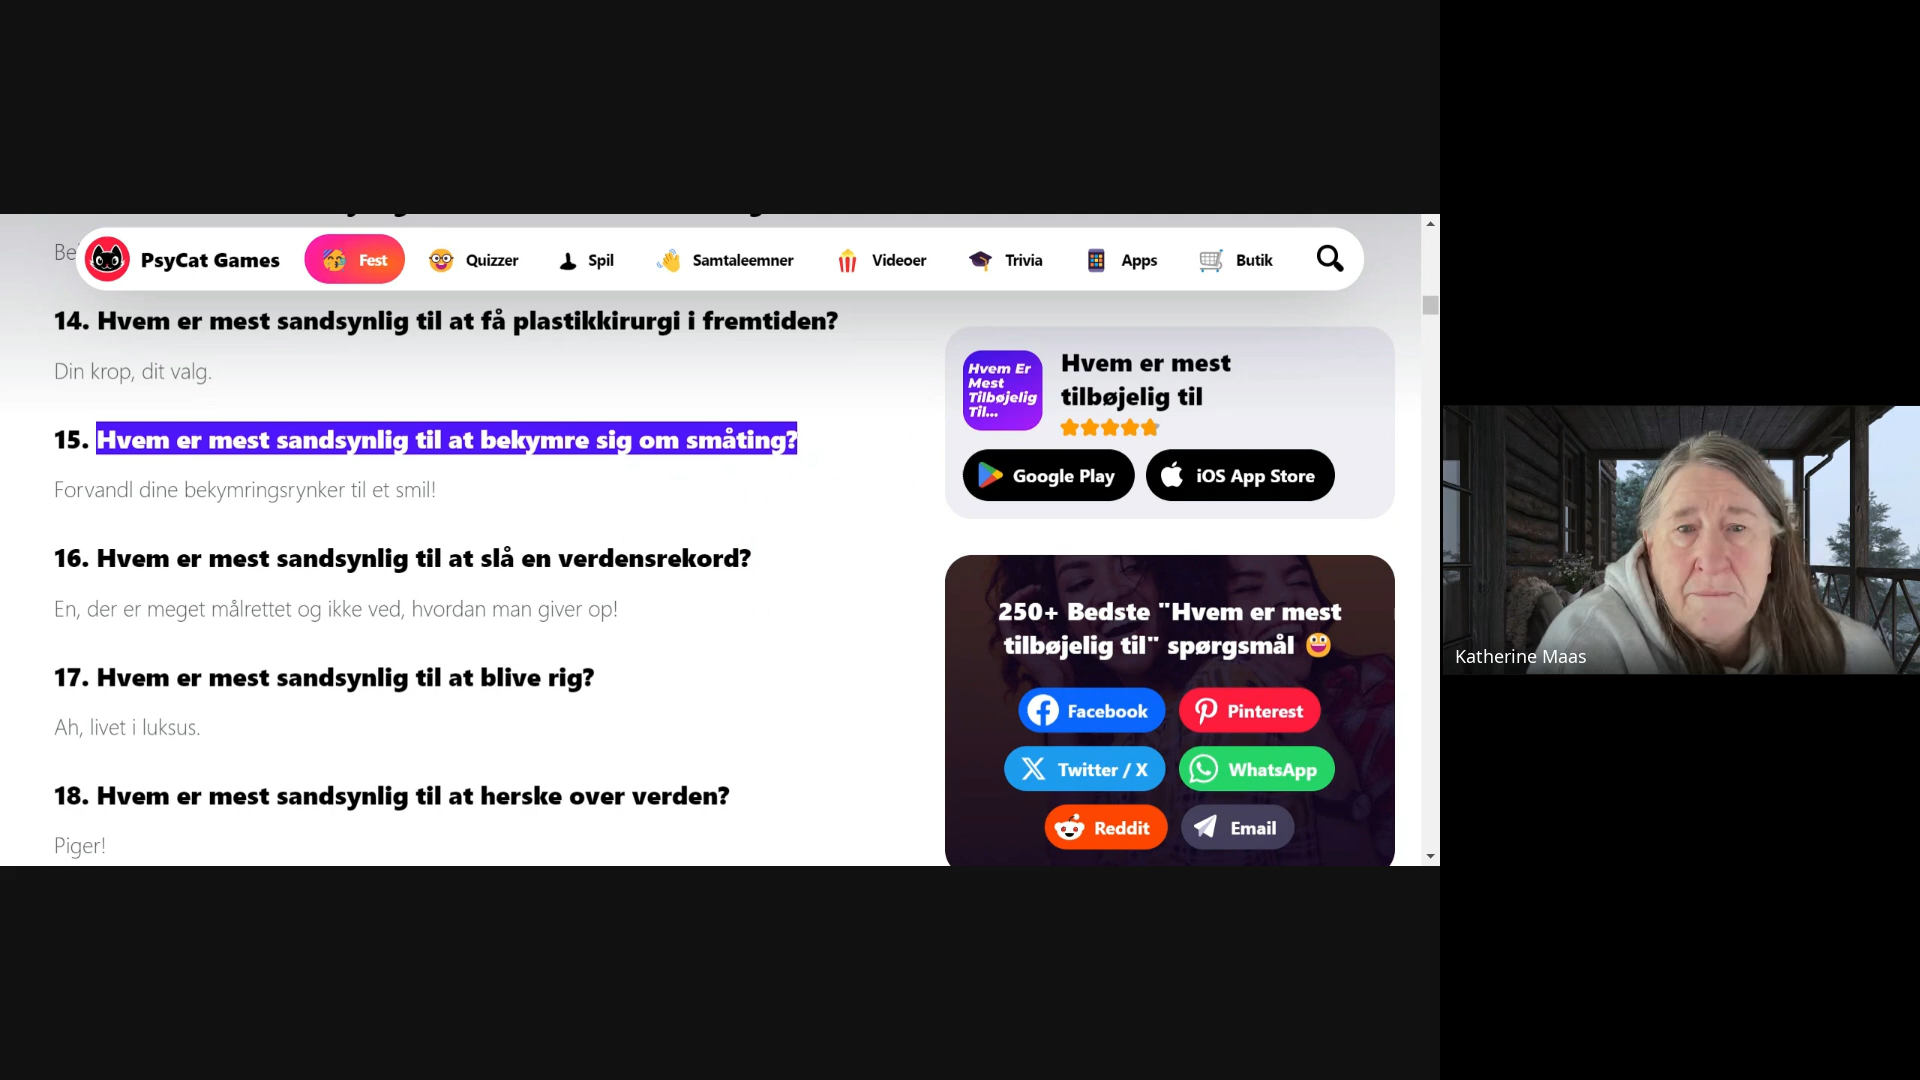 PsyCat Games
Fest
Quizzer
Spil
Samtaleemner
Videoer
Trivia
Apps
Butik
14. Hvem er mest sandsynlig til at få plastikkirurgi i fremtiden?
Din krop, dit valg.
15. Hvem er mest sandsynlig til at bekymre sig om småting?
Forvandl dine bekymringsrynker til et smil!
16. Hvem er mest sandsynlig til at slå en verdensrekord?
En, der er meget målrettet og ikke ved, hvordan man giver op!
17. Hvem er mest sandsynlig til at blive rig?
Ah, livet i luksus.
18. Hvem er mest sandsynlig til at herske over verden?
Piger!
Hvem Er
Mest
Tilbøjelig
Til...
Hvem er mest
tilbøjelig til
Google Play
iOS App Store
250+ Bedste "Hvem er mest
tilbøjelig til" spørgsmål
Facebook
Pinterest
Twitter / X
WhatsApp
Reddit
Email
Katherine Maas